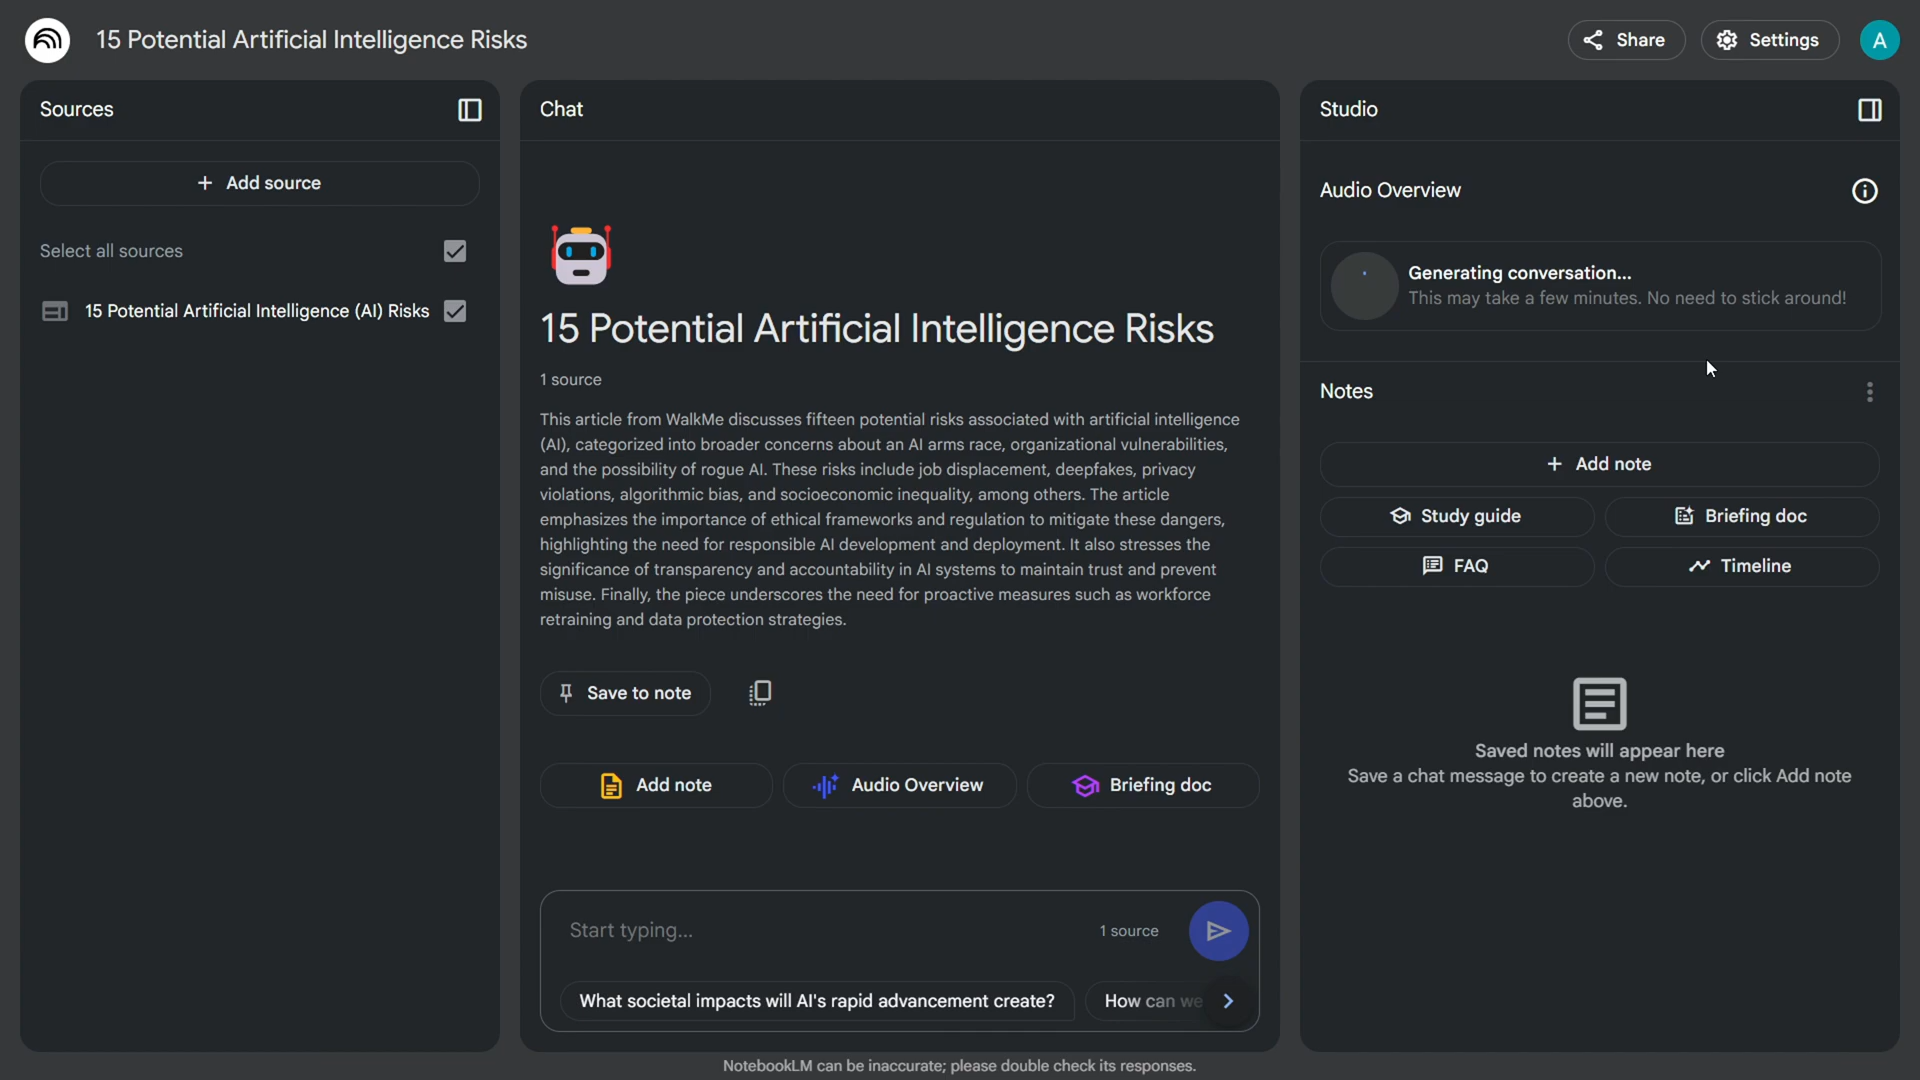 15 Potential Artificial Intelligence Risks
Share
Settings
A
Sources
Add source
Select all sources
15 Potential Artificial Intelligence (AI) Risks
Chat
15 Potential Artificial Intelligence Risks
1 source
This article from WalkMe discusses fifteen potential risks associated with artificial intelligence
(AI), categorized into broader concerns about an AI arms race, organizational vulnerabilities,
and the possibility of rogue AI. These risks include job displacement, deepfakes, privacy
violations, algorithmic bias, and socioeconomic inequality, among others. The article
emphasizes the importance of ethical frameworks and regulation to mitigate these dangers,
highlighting the need for responsible AI development and deployment. It also stresses the
significance of transparency and accountability in AI systems to maintain trust and prevent
misuse. Finally, the piece underscores the need for proactive measures such as workforce
retraining and data protection strategies.
Save to note
Add note
Audio Overview
Briefing doc
Start typing...
1 source
What societal impacts will AI's rapid advancement create?
How can we
Studio
Audio Overview
Generating conversation...
This may take a few minutes. No need to stick around!
Notes
Add note
Study guide
Briefing doc
FAQ
Timeline
Saved notes will appear here
Save a chat message to create a new note, or click Add note
above.
NotebookLM can be inaccurate; please double check its responses.